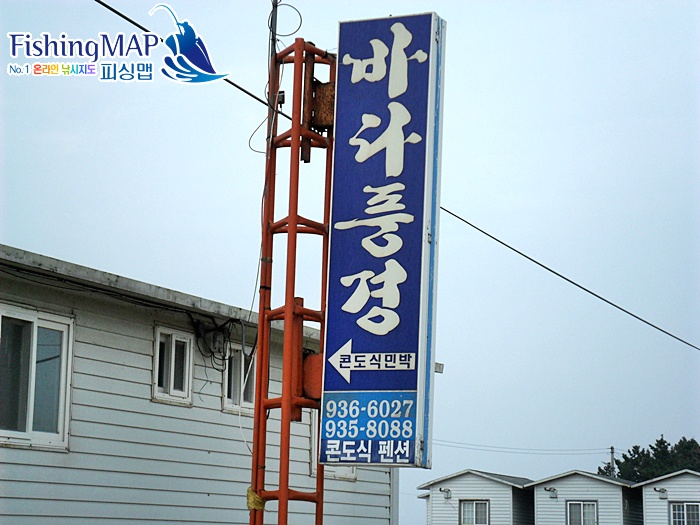 FishingMAP
No.1 온라인 낚시지도 피싱맵
바다풍경
콘도식민박
936-6027
935-8088
콘도식 펜션